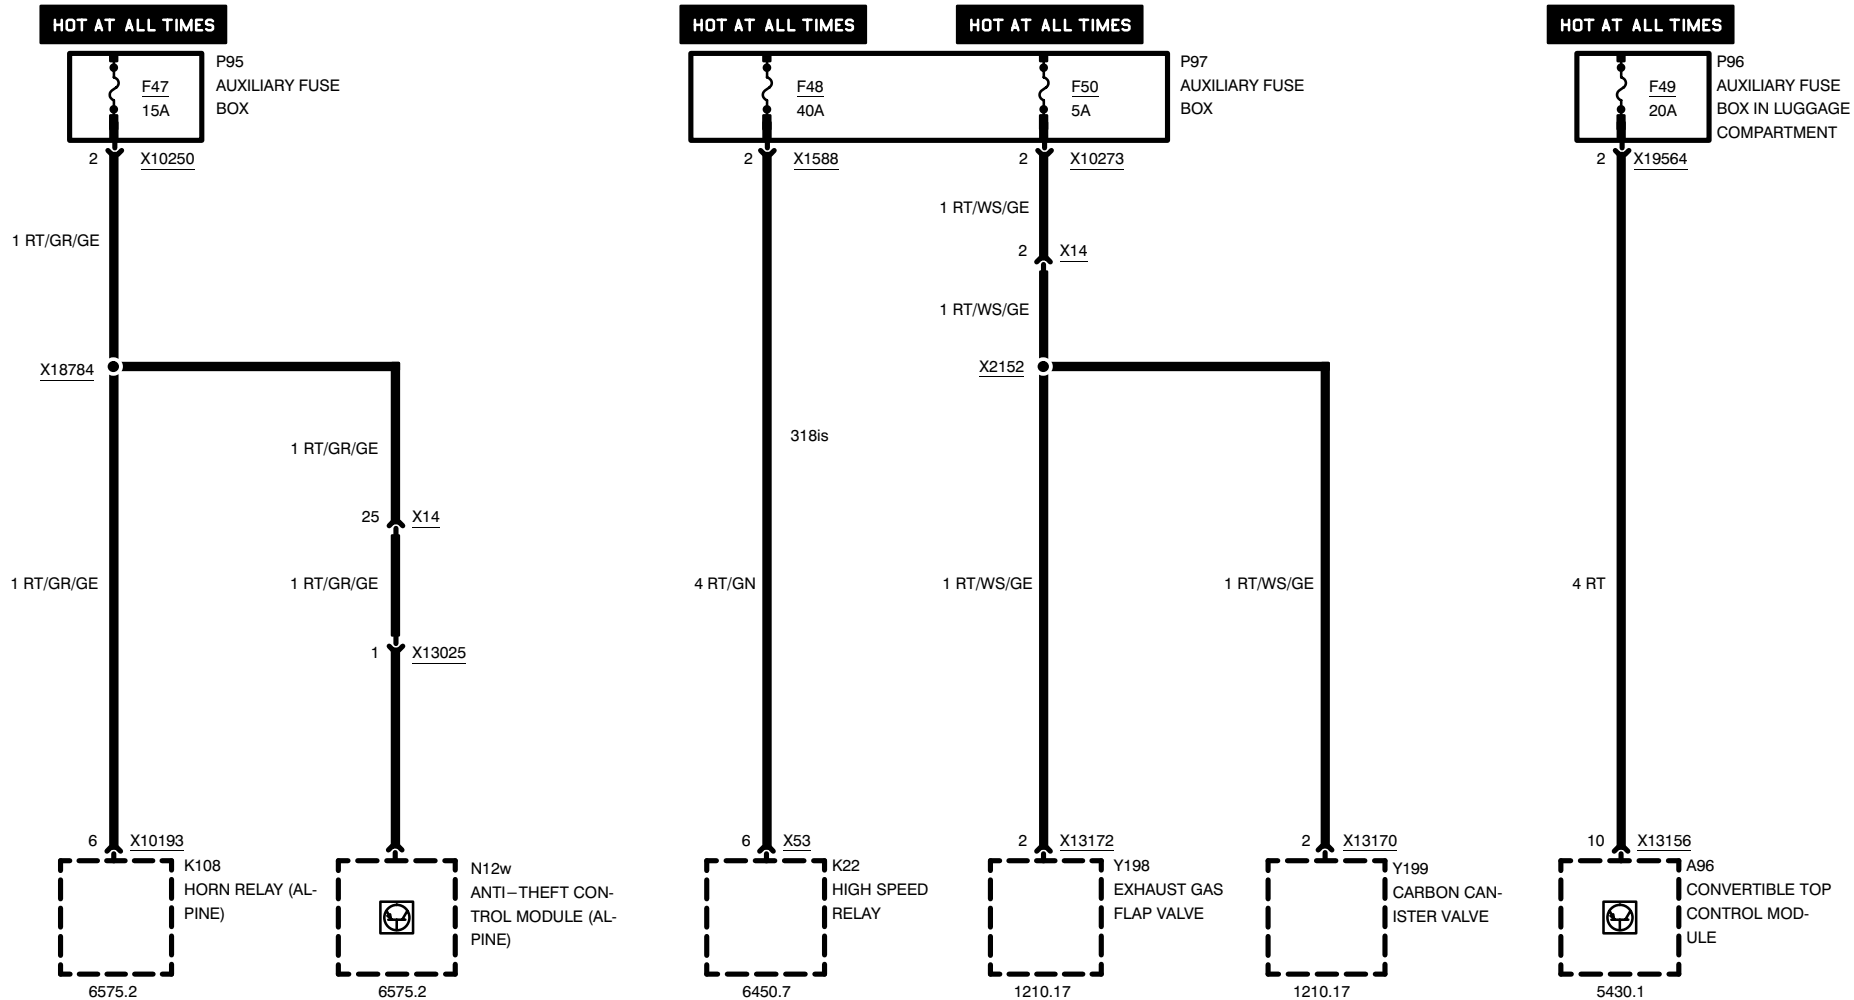 HOT AT ALL TIMES
HOT AT ALL TIMES
HOT AT ALL TIMES
HOT AT ALL TIMES
F47
15A
P95
AUXILIARY FUSE
BOX
F48
40A
F50
5A
P97
AUXILIARY FUSE
BOX
F49
20A
P96
AUXILIARY FUSE
BOX IN LUGGAGE
COMPARTMENT
2 X10250
2 X1588
2 X10273
2 X19564
1 RT/WS/GE
1 RT/GR/GE
2 X14
1 RT/WS/GE
X18784
X2152
318is
1 RT/GR/GE
25 X14
1 RT/GR/GE
1 RT/GR/GE
4 RT/GN
1 RT/WS/GE
1 RT/WS/GE
4 RT
1 X13025
6 X10193
6 X53
2 X13172
2 X13170
10 X13156
K108
HORN RELAY (AL-
PINE)
N12w
ANTI-THEFT CON-
TROL MODULE (AL-
PINE)
K22
HIGH SPEED
RELAY
Y198
EXHAUST GAS
FLAP VALVE
Y199
CARBON CAN-
ISTER VALVE
A96
CONVERTIBLE TOP
CONTROL MOD-
ULE
6575.2
6575.2
6450.7
1210.17
1210.17
5430.1